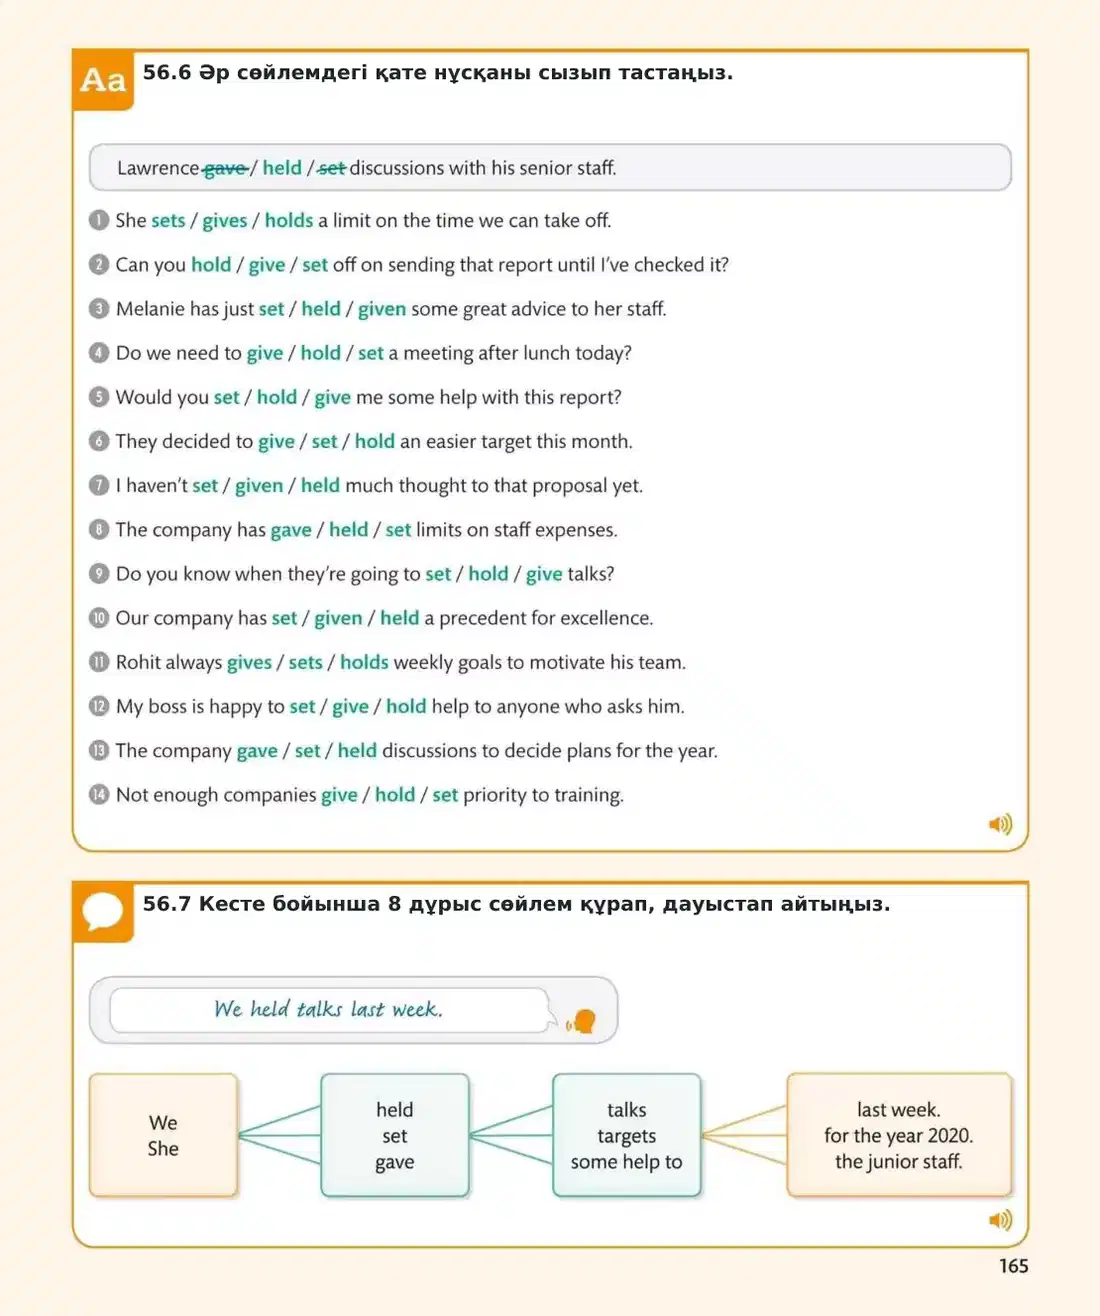 Aa
56.6 Әр сөйлемдегі қате нұсқаны сызып тастаңыз.
Lawrence gave / held / set discussions with his senior staff.
1 She sets / gives / holds a limit on the time we can take off.
2 Can you hold / give / set off on sending that report until I've checked it?
3 Melanie has just set / held / given some great advice to her staff.
4 Do we need to give / hold / set a meeting after lunch today?
5 Would you set / hold / give me some help with this report?
6 They decided to give / set / hold an easier target this month.
7 I haven't set / given / held much thought to that proposal yet.
8 The company has gave / held / set limits on staff expenses.
9 Do you know when they're going to set / hold / give talks?
10 Our company has set / given / held a precedent for excellence.
11 Rohit always gives / sets / holds weekly goals to motivate his team.
12 My boss is happy to set / give / hold help to anyone who asks him.
13 The company gave / set / held discussions to decide plans for the year.
14 Not enough companies give / hold / set priority to training.
56.7 Кесте бойынша 8 дұрыс сөйлем құрап, дауыстап айтыңыз.
We held talks last week.
We
She
held
set
gave
talks
targets
some help to
last week.
for the year 2020.
the junior staff.
165